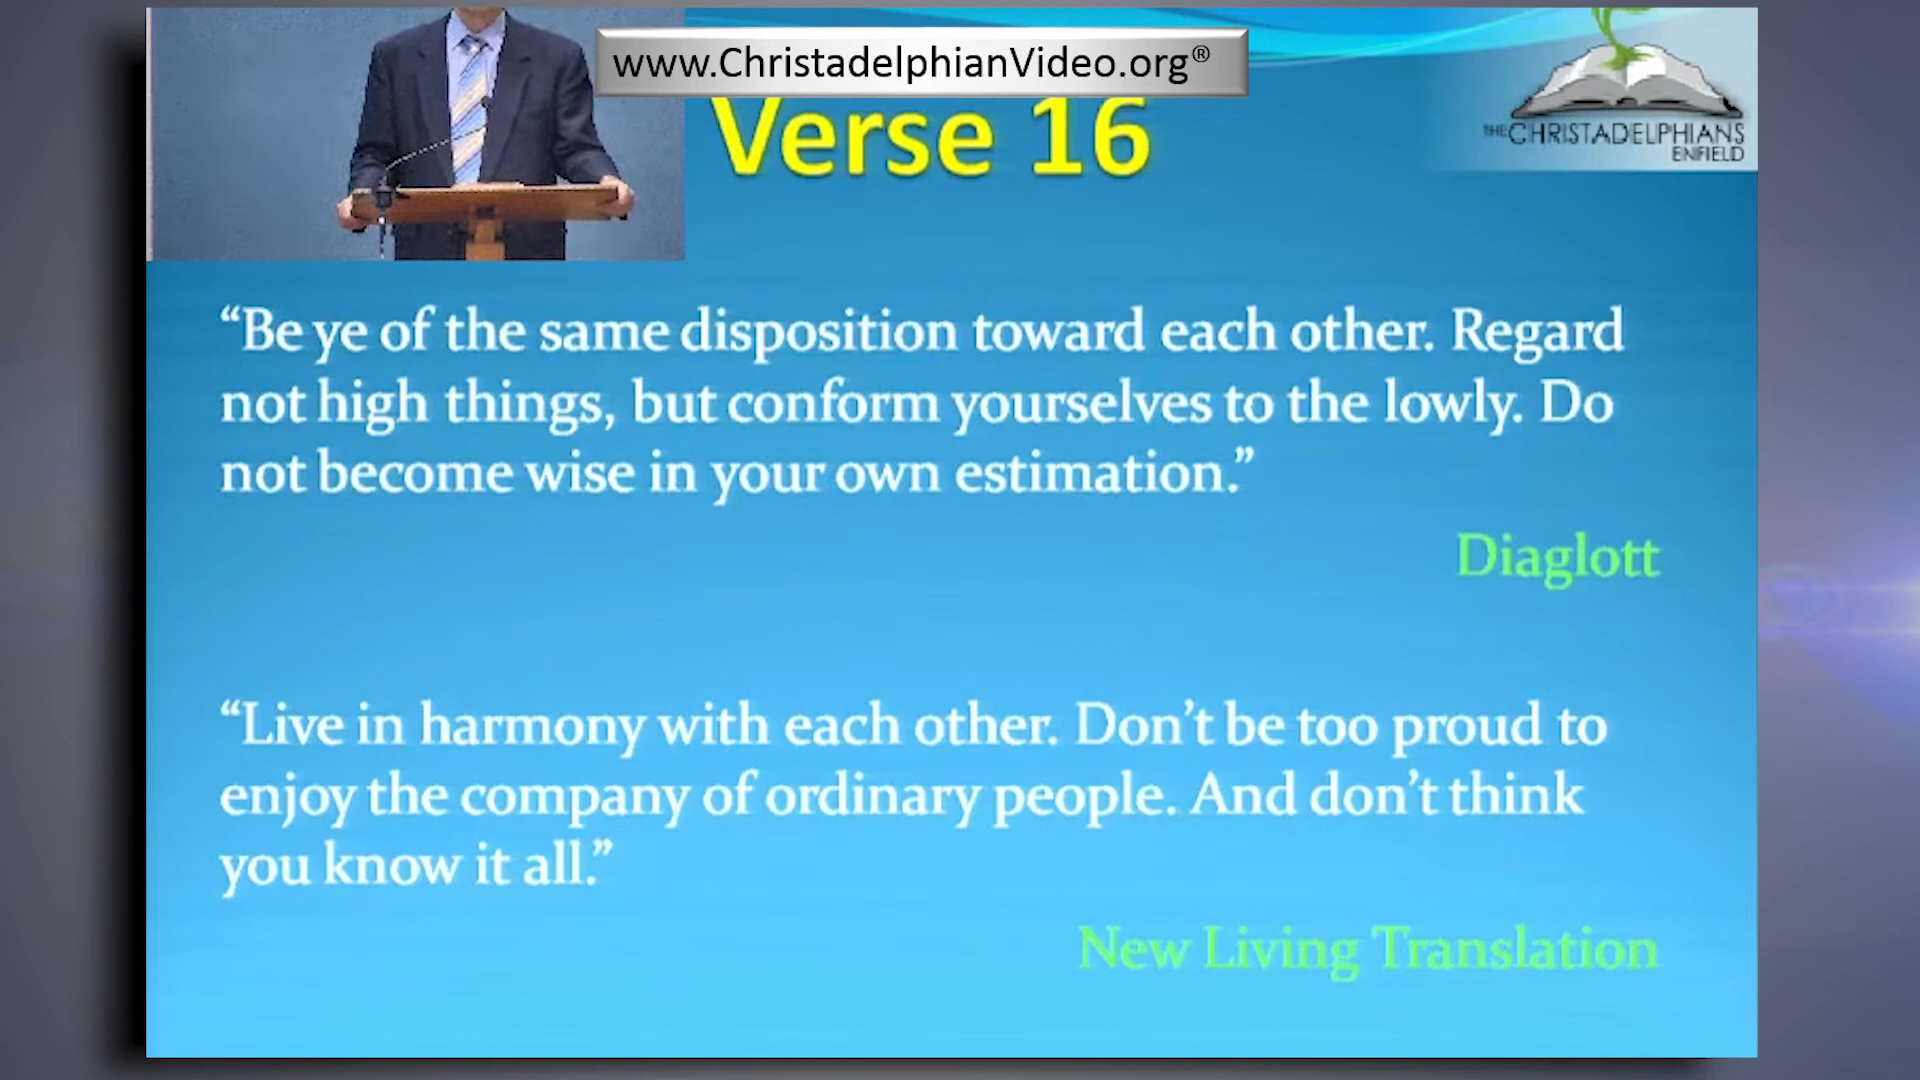 www.ChristadelphianVideo.org®
Verse 16
THE CHRISTADELPHIANS
ENFIELD
“Be ye of the same disposition toward each other. Regard
not high things, but conform yourselves to the lowly. Do
not become wise in your own estimation.”
Diaglott
“Live in harmony with each other. Don’t be too proud to
enjoy the company of ordinary people. And don’t think
you know it all.”
New Living Translation